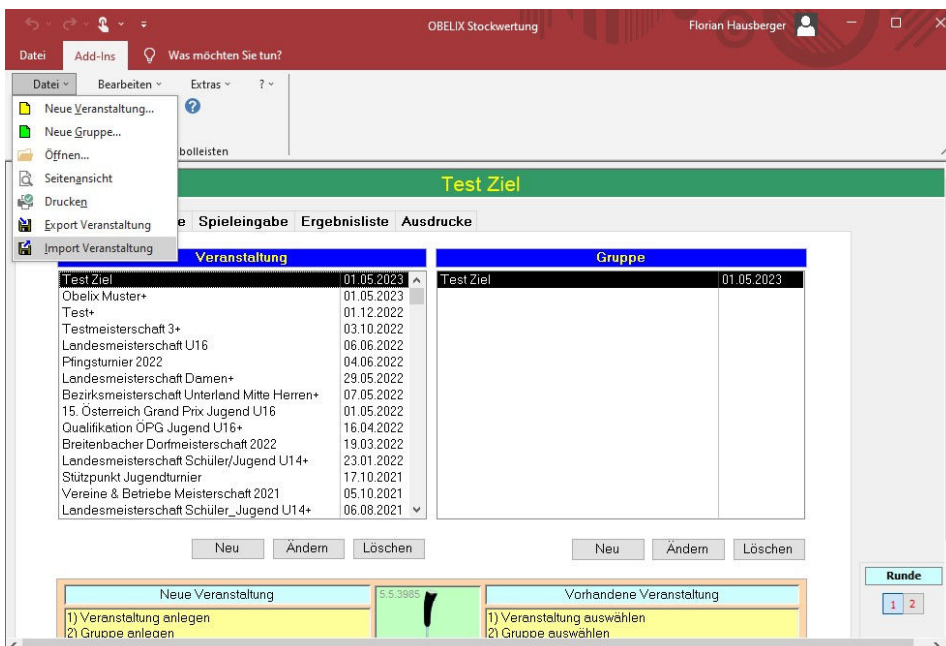 OBELIX Stockwertung
Florian Hausberger
Datei Add-Ins Was möchten Sie tun?
Datei Bearbeiten Extras ?
Neue Veranstaltung...
Neue Gruppe...
Öffnen...
bolleisten
Seitenansicht
Drucken
Export Veranstaltung
Import Veranstaltung
Test Ziel
e Spieleingabe Ergebnisliste Ausdrucke
Veranstaltung
Test Ziel 01.05.2023
Obelix Muster+ 01.05.2023
Test+ 01.12.2022
Testmeisterschaft 3+ 03.10.2022
Landesmeisterschaft U16 06.06.2022
Pfingsturnier 2022 04.06.2022
Landesmeisterschaft Damen+ 29.05.2022
Bezirksmeisterschaft Unterland Mitte Herren+ 07.05.2022
15. Österreich Grand Prix Jugend U16 01.05.2022
Qualifikation ÖPG Jugend U16+ 16.04.2022
Breitenbacher Dorfmeisterschaft 2022 19.03.2022
Landesmeisterschaft Schüler/Jugend U14+ 23.01.2022
Stützpunkt Jugendturnier 17.10.2021
Vereine & Betriebe Meisterschaft 2021 05.10.2021
Landesmeisterschaft Schüler_Jugend U14+ 06.08.2021
Neu Ändern Löschen
Gruppe
Test Ziel 01.05.2023
Neu Ändern Löschen
Neue Veranstaltung
1) Veranstaltung anlegen
2) Gruppe anlegen
5.5.3985
Vorhandene Veranstaltung
1) Veranstaltung auswählen
2) Gruppe auswählen
Runde
1 2